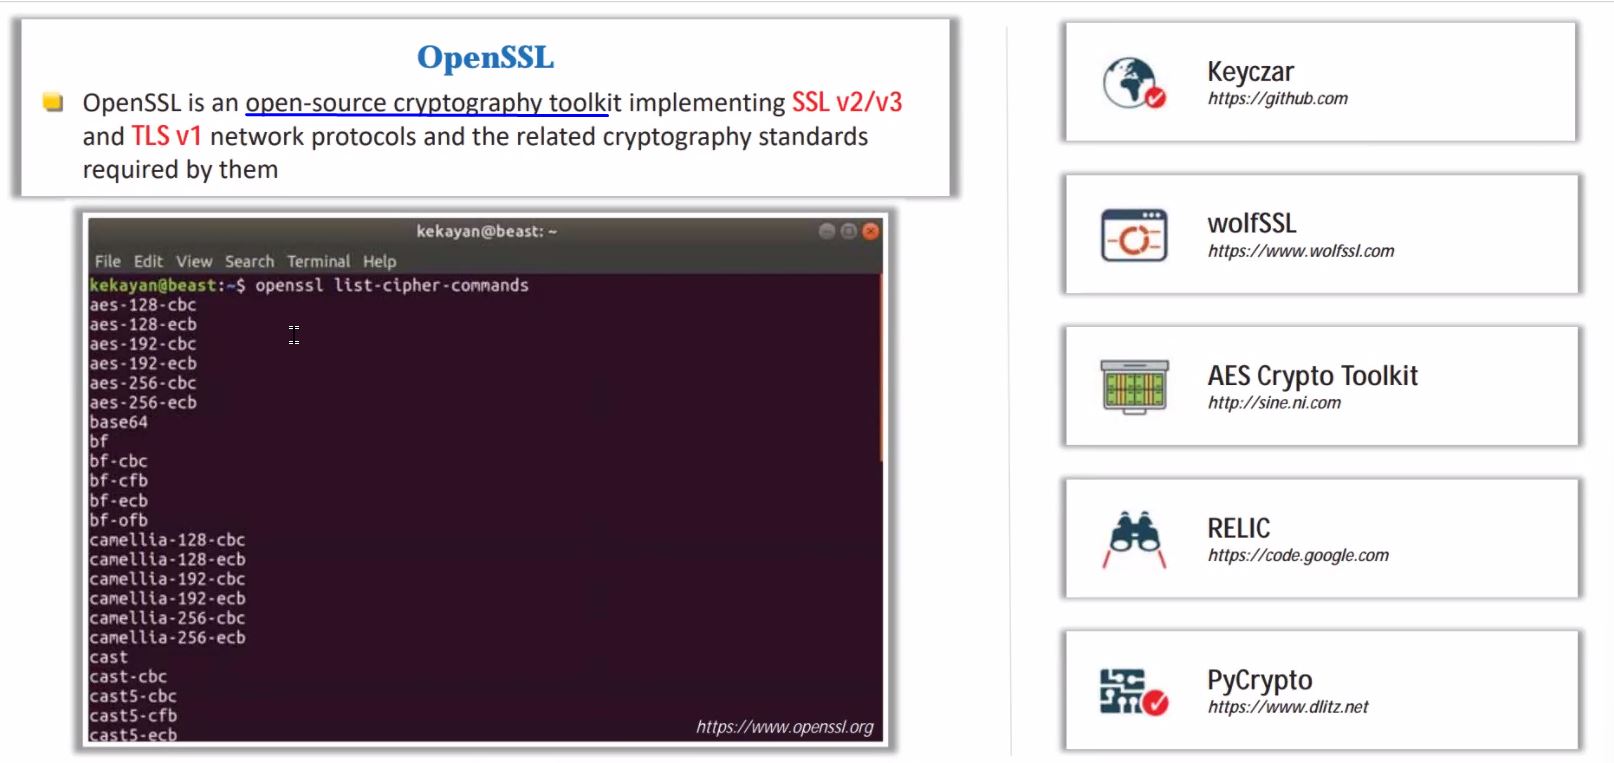 OpenSSL
OpenSSL is an open-source cryptography toolkit implementing SSL v2/v3
and TLS v1 network protocols and the related cryptography standards
required by them
kekayan@beast: ~
File Edit View Search Terminal Help
kekayan@beast:~$ openssl list-cipher-commands
aes-128-cbc
aes-128-ecb
aes-192-cbc
aes-192-ecb
aes-256-cbc
aes-256-ecb
base64
bf
bf-cbc
bf-cfb
bf-ecb
bf-ofb
camellia-128-cbc
camellia-128-ecb
camellia-192-cbc
camellia-192-ecb
camellia-256-cbc
camellia-256-ecb
cast
cast-cbc
cast5-cbc
cast5-cfb
cast5-ecb
https://www.openssl.org
Keyczar
https://github.com
wolfSSL
https://www.wolfssl.com
AES Crypto Toolkit
http://sine.ni.com
RELIC
https://code.google.com
PyCrypto
https://www.dlitz.net